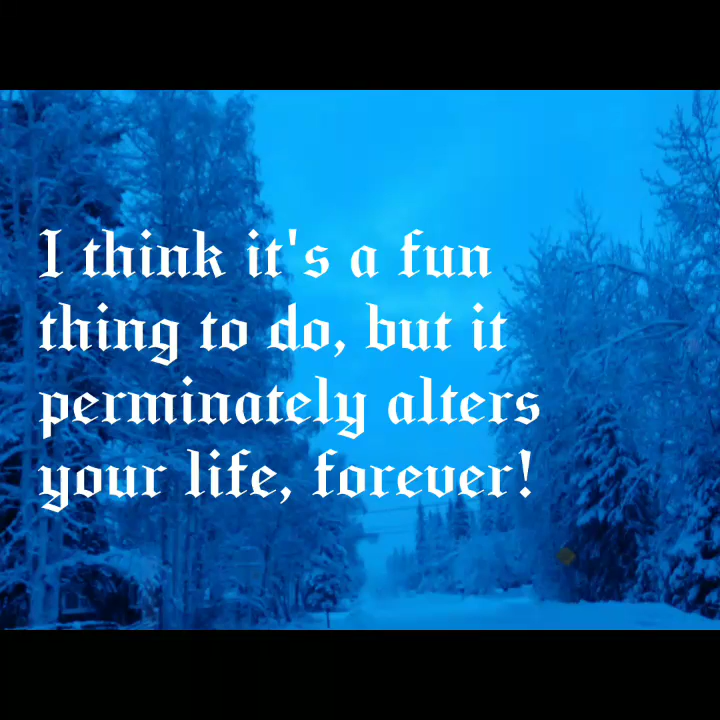 I think it's a fun
thing to do, but it
perminately alters
your life, forever!